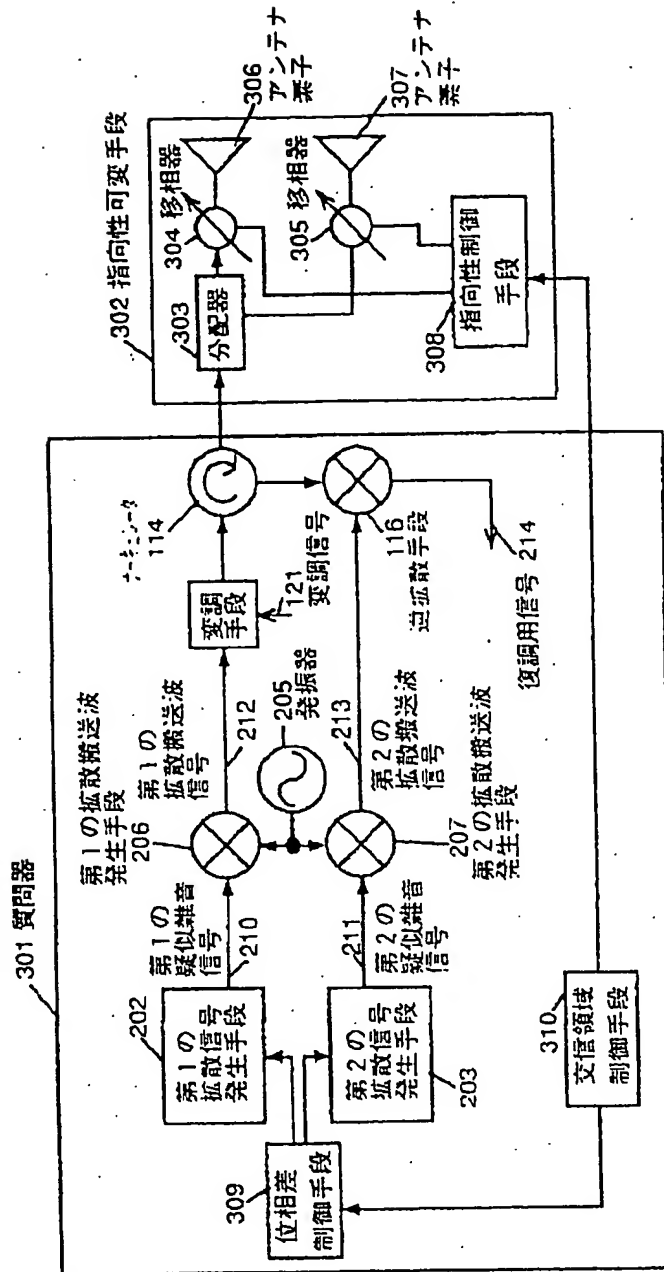 301 質問器
302 指向性可変手段
303
分配器
304 移相器
305 移相器
306
アンテナ
素子
307
アンテナ
素子
308
指向性制御
手段
サーキュレータ
114
変調
手段
121
変調信号
116
逆拡散手段
214
復調用信号
第1の拡散搬送波
発生手段
206
第1の
拡散搬送波
信号
212
205
発振器
213
第2の
拡散搬送波
信号
207
第2の拡散搬送波
発生手段
第1の
疑似雑音
信号
210
211
第2の
疑似雑音
信号
202
第1の
拡散信号
発生手段
第2の
拡散信号
発生手段
203
309
位相差
制御手段
310
交信領域
制御手段